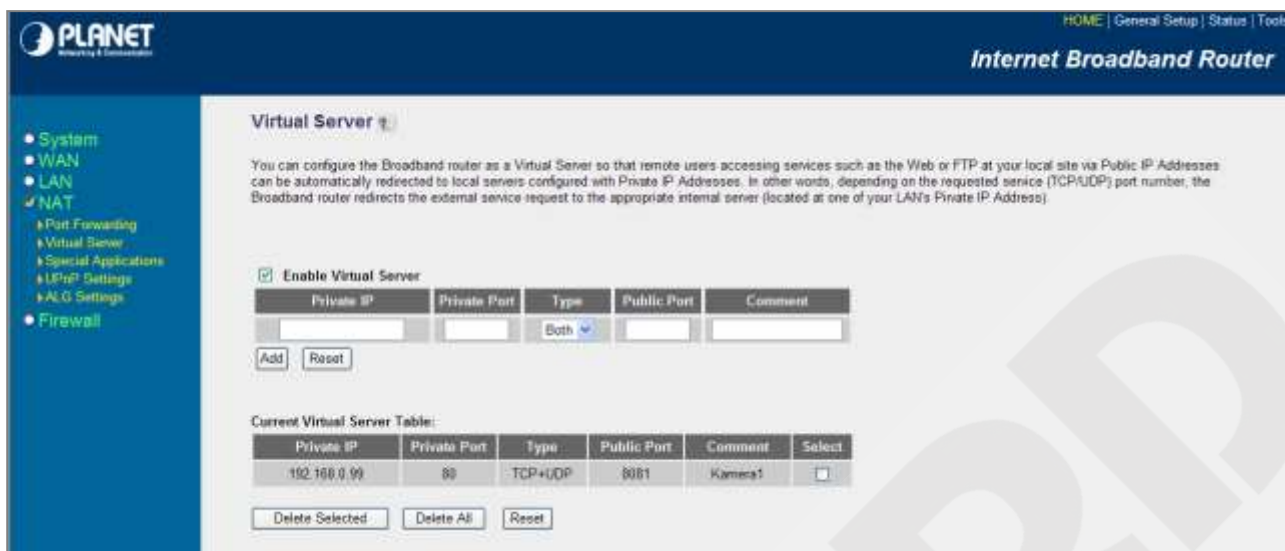 PLANET
Networking & Communication
HOME | General Setup | Status | Tools
Internet Broadband Router
System
WAN
LAN
NAT
Port Forwarding
Virtual Server
Special Applications
UPnP Settings
ALG Settings
Firewall
Virtual Server
You can configure the Broadband router as a Virtual Server so that remote users accessing services such as the Web or FTP at your local site via Public IP Addresses
can be automatically redirected to local servers configured with Private IP Addresses. In other words, depending on the requested service (TCP/UDP) port number, the
Broadband router redirects the external service request to the appropriate internal server (located at one of your LAN's Private IP Address).
Enable Virtual Server
Private IP Private Port Type Public Port Comment
Both
Add Reset
Current Virtual Server Table:
Private IP Private Port Type Public Port Comment Select
192.168.0.99 80 TCP+UDP 8081 Kamera1
Delete Selected Delete All Reset